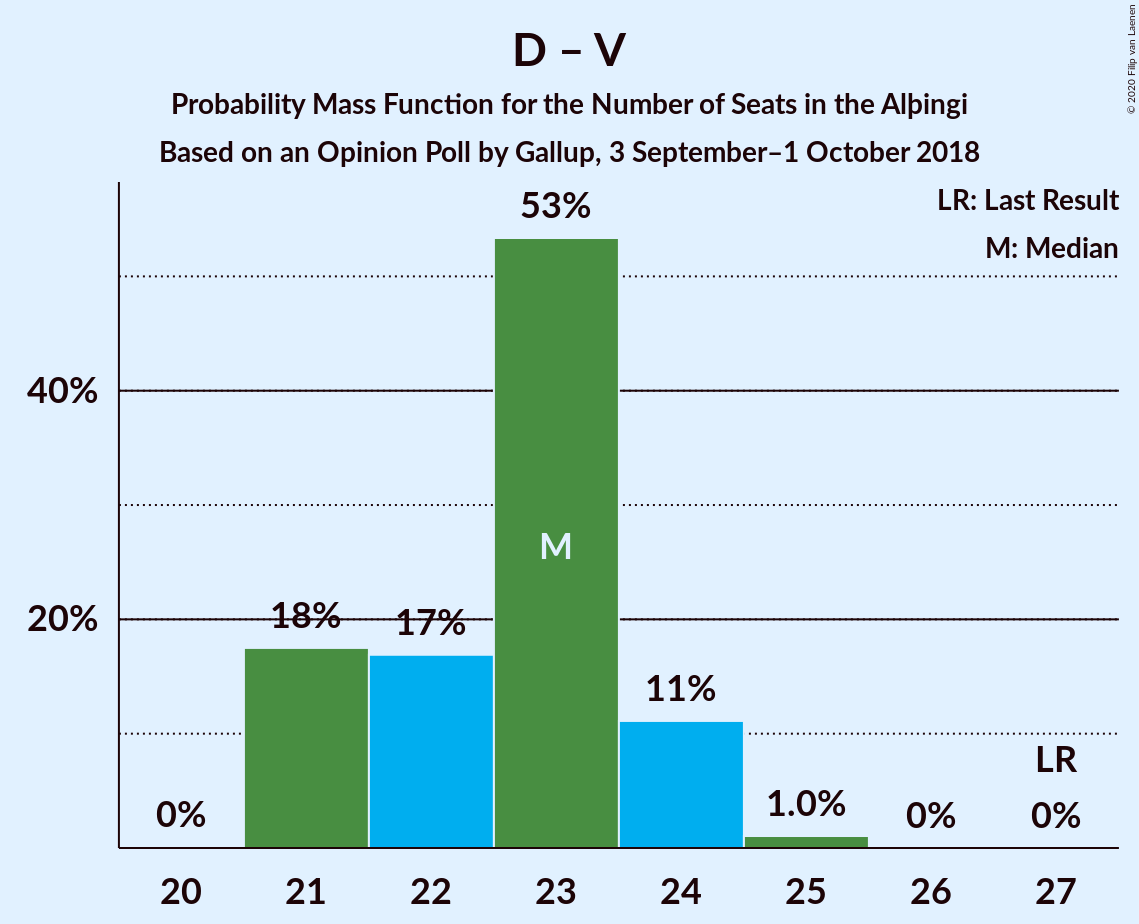 D – V
Probability Mass Function for the Number of Seats in the Alþingi
Based on an Opinion Poll by Gallup, 3 September–1 October 2018
© 2020 Filip van Laenen
LR: Last Result
M: Median
53%
40%
M
20%
18%
17%
11%
LR
0%
1.0%
0%
0%
20
21
22
23
24
25
26
27